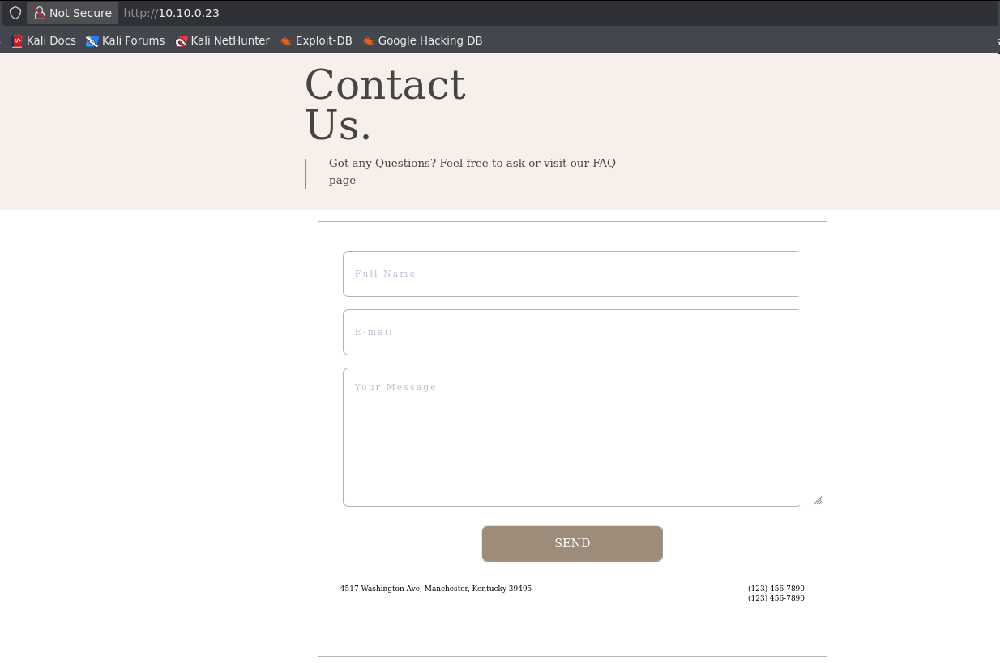 Not Secure http://10.10.0.23
Kali Docs Kali Forums Kali NetHunter Exploit-DB Google Hacking DB
Contact
Us.
Got any Questions? Feel free to ask or visit our FAQ
page
Full Name
E-mail
Your Message
SEND
4517 Washington Ave, Manchester, Kentucky 39495 (123) 456-7890
(123) 456-7890